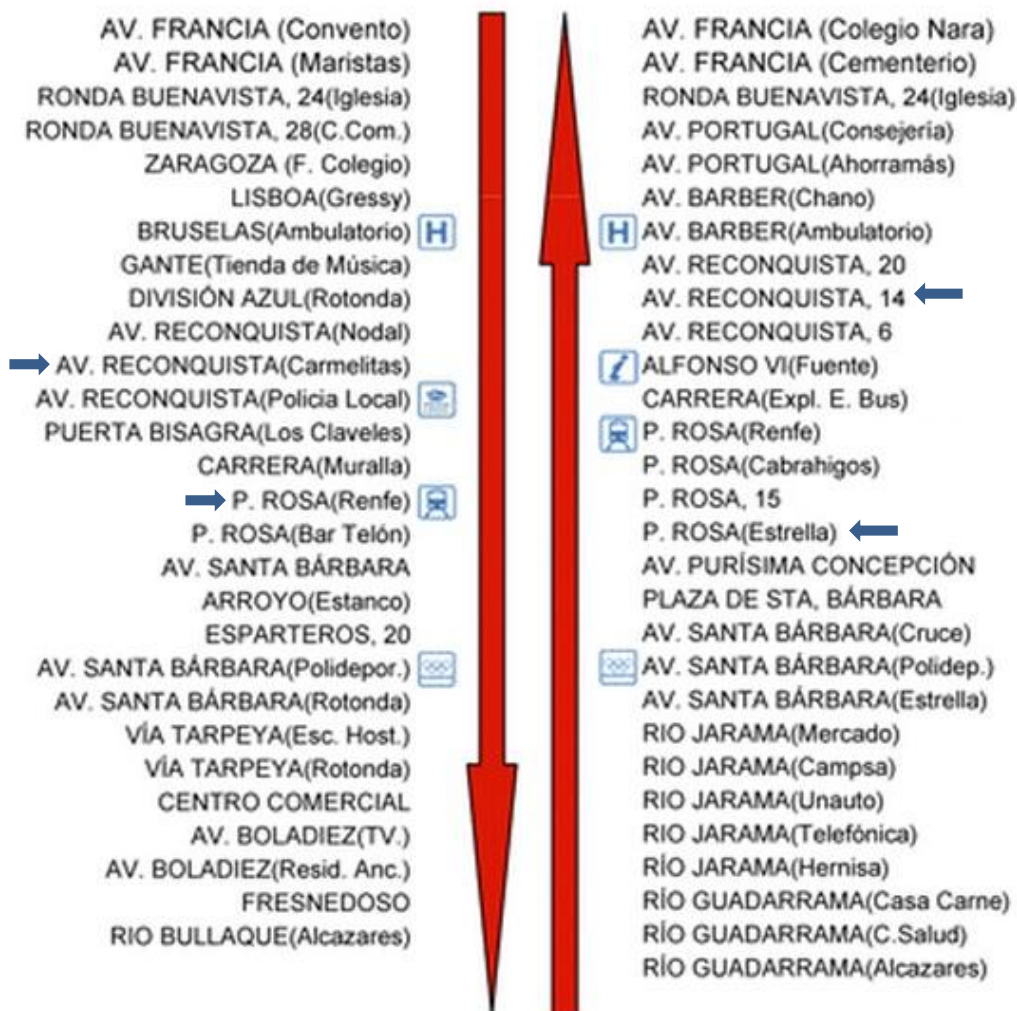 AV. FRANCIA (Convento)
AV. FRANCIA (Maristas)
RONDA BUENAVISTA, 24(Iglesia)
RONDA BUENAVISTA, 28(C.Com.)
ZARAGOZA (F. Colegio)
LISBOA(Gressy)
BRUSELAS(Ambulatorio) H
GANTE(Tienda de Música)
DIVISIÓN AZUL(Rotonda)
AV. RECONQUISTA(Nodal)
AV. RECONQUISTA(Carmelitas)
AV. RECONQUISTA(Policia Local)
PUERTA BISAGRA(Los Claveles)
CARRERA(Muralla)
P. ROSA(Renfe)
P. ROSA(Bar Telón)
AV. SANTA BÁRBARA
ARROYO(Estanco)
ESPARTEROS, 20
AV. SANTA BÁRBARA(Polidepor.)
AV. SANTA BÁRBARA(Rotonda)
VÍA TARPEYA(Esc. Host.)
VÍA TARPEYA(Rotonda)
CENTRO COMERCIAL
AV. BOLADIEZ(TV.)
AV. BOLADIEZ(Resid. Anc.)
FRESNEDOSO
RIO BULLAQUE(Alcazares)
AV. FRANCIA (Colegio Nara)
AV. FRANCIA (Cementerio)
RONDA BUENAVISTA, 24(Iglesia)
AV. PORTUGAL(Consejería)
AV. PORTUGAL(Ahorramás)
AV. BARBER(Chano)
H AV. BARBER(Ambulatorio)
AV. RECONQUISTA, 20
AV. RECONQUISTA, 14
AV. RECONQUISTA, 6
i ALFONSO VI(Fuente)
CARRERA(Expl. E. Bus)
P. ROSA(Renfe)
P. ROSA(Cabrahigos)
P. ROSA, 15
P. ROSA(Estrella)
AV. PURÍSIMA CONCEPCIÓN
PLAZA DE STA, BÁRBARA
AV. SANTA BÁRBARA(Cruce)
AV. SANTA BÁRBARA(Polidep.)
AV. SANTA BÁRBARA(Estrella)
RIO JARAMA(Mercado)
RIO JARAMA(Campsa)
RIO JARAMA(Unauto)
RIO JARAMA(Telefónica)
RÍO JARAMA(Hernisa)
RÍO GUADARRAMA(Casa Carne)
RÍO GUADARRAMA(C.Salud)
RÍO GUADARRAMA(Alcazares)